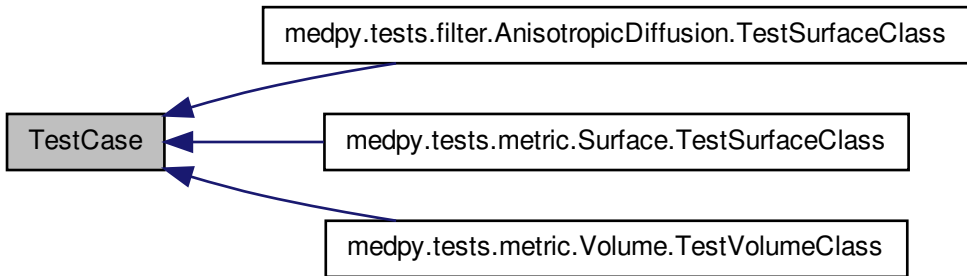 medpy.tests.filter.AnisotropicDiffusion.TestSurfaceClass
TestCase
medpy.tests.metric.Surface.TestSurfaceClass
medpy.tests.metric.Volume.TestVolumeClass